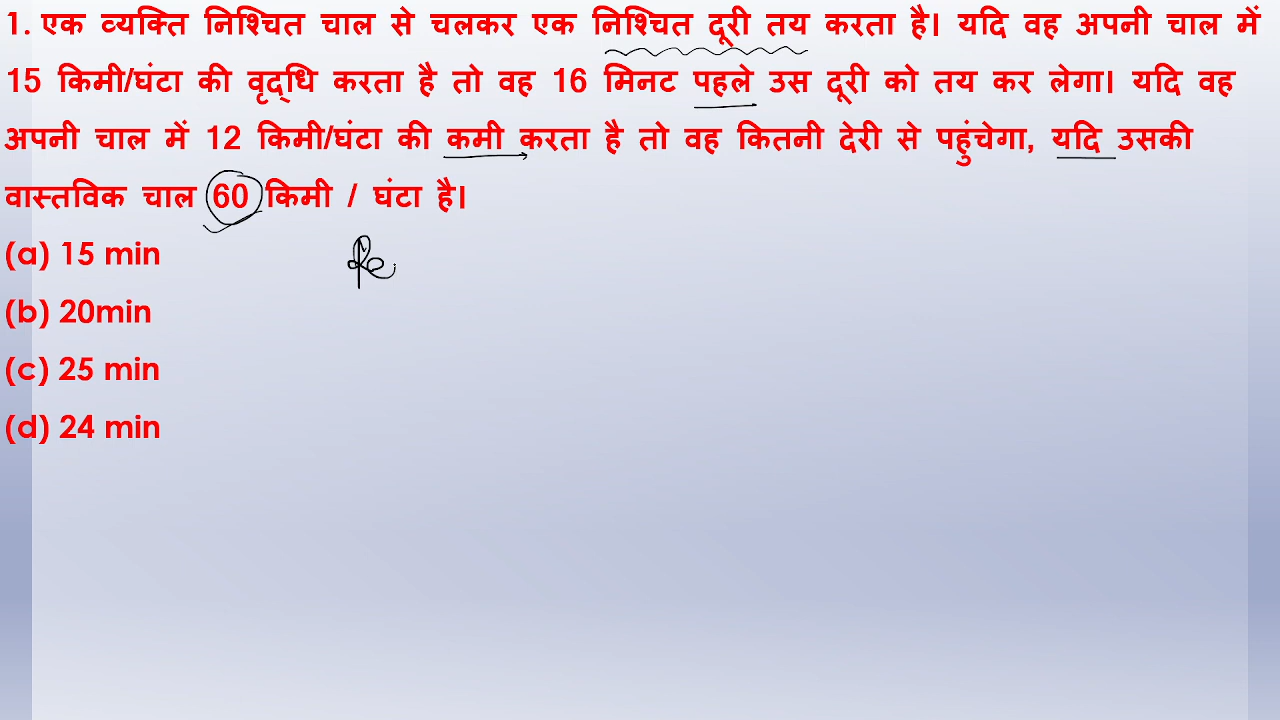 1. एक व्यक्ति निश्चित चाल से चलकर एक निश्चित दूरी तय करता है। यदि वह अपनी चाल में
15 किमी/घंटा की वृद्धि करता है तो वह 16 मिनट पहले उस दूरी को तय कर लेगा। यदि वह
अपनी चाल में 12 किमी/घंटा की कमी करता है तो वह कितनी देरी से पहुंचेगा, यदि उसकी
वास्तविक चाल 60 किमी / घंटा है।
(a) 15 min
(b) 20min
(c) 25 min
(d) 24 min